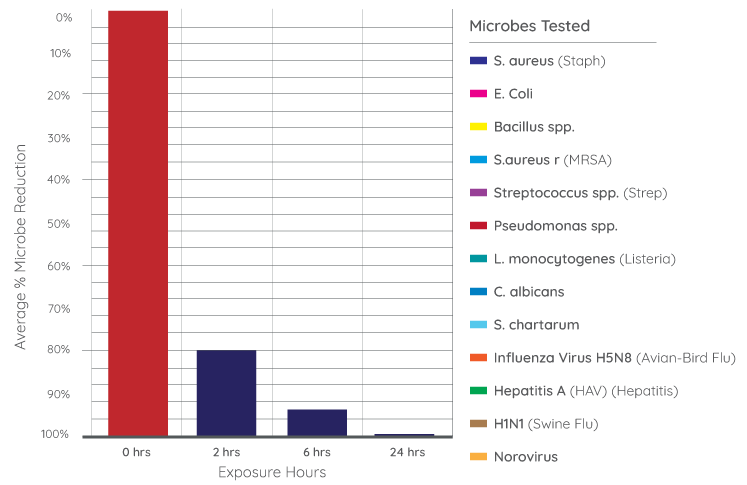 0%
10%
20%
30%
40%
50%
60%
70%
80%
90%
100%
Average % Microbe Reduction
0 hrs 2 hrs 6 hrs 24 hrs
Exposure Hours
Microbes Tested
S. aureus (Staph)
E. Coli
Bacillus spp.
S.aureus r (MRSA)
Streptococcus spp. (Strep)
Pseudomonas spp.
L. monocytogenes (Listeria)
C. albicans
S. chartarum
Influenza Virus H5N8 (Avian-Bird Flu)
Hepatitis A (HAV) (Hepatitis)
H1N1 (Swine Flu)
Norovirus